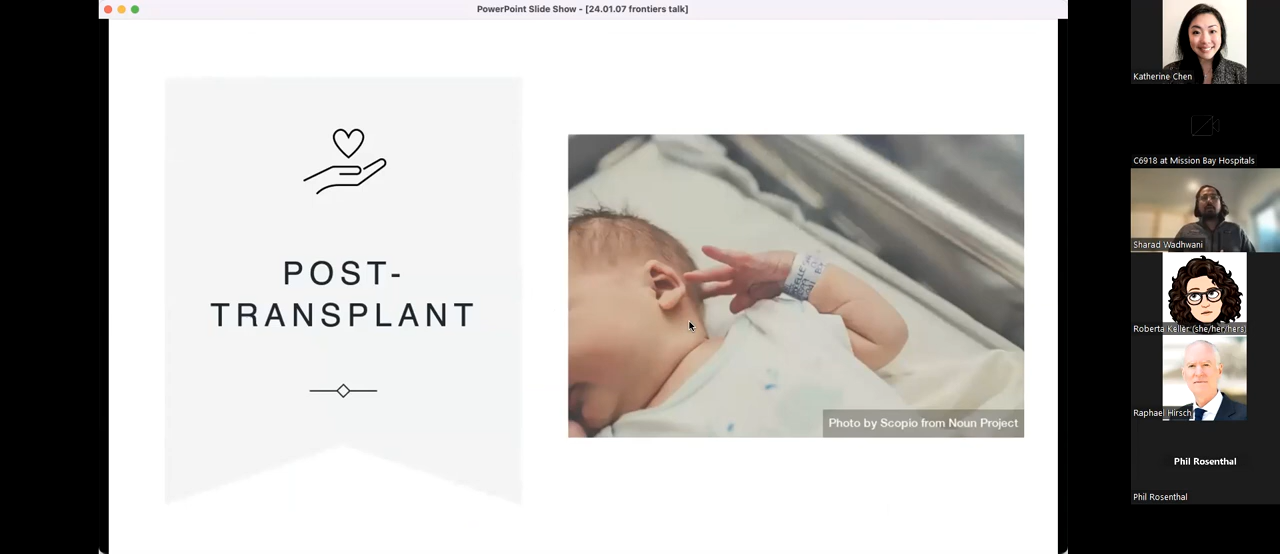 PowerPoint Slide Show - [24.01.07 frontiers talk]
POST-
TRANSPLANT
Photo by Scopio from Noun Project
Katherine Chen
C6918 at Mission Bay Hospitals
Sharad Wadhwani
Roberta Keller (she/her/hers)
Raphael Hirsch
Phil Rosenthal
Phil Rosenthal